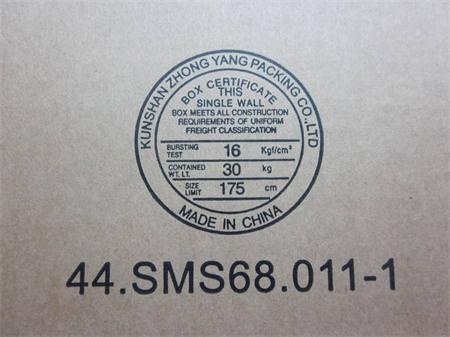 KUNSHAN ZHONG YANG PACKING CO.,LTD
BOX CERTIFICATE
THIS
SINGLE WALL
BOX MEETS ALL CONSTRUCTION
REQUIREMENTS OF UNIFORM
FREIGHT CLASSIFICATION
BURSTING TEST 16 Kgf/cm²
CONTAINED WT. LT. 30 kg
SIZE LIMIT 175 cm
MADE IN CHINA
44.SMS68.011-1